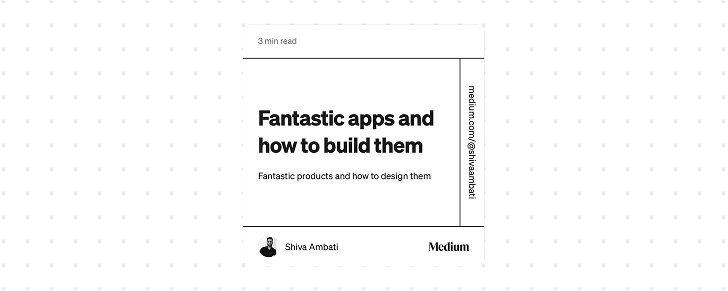 3 min read
Fantastic apps and
how to build them
Fantastic products and how to design them
medium.com/@shivaambati
Shiva Ambati
Medium